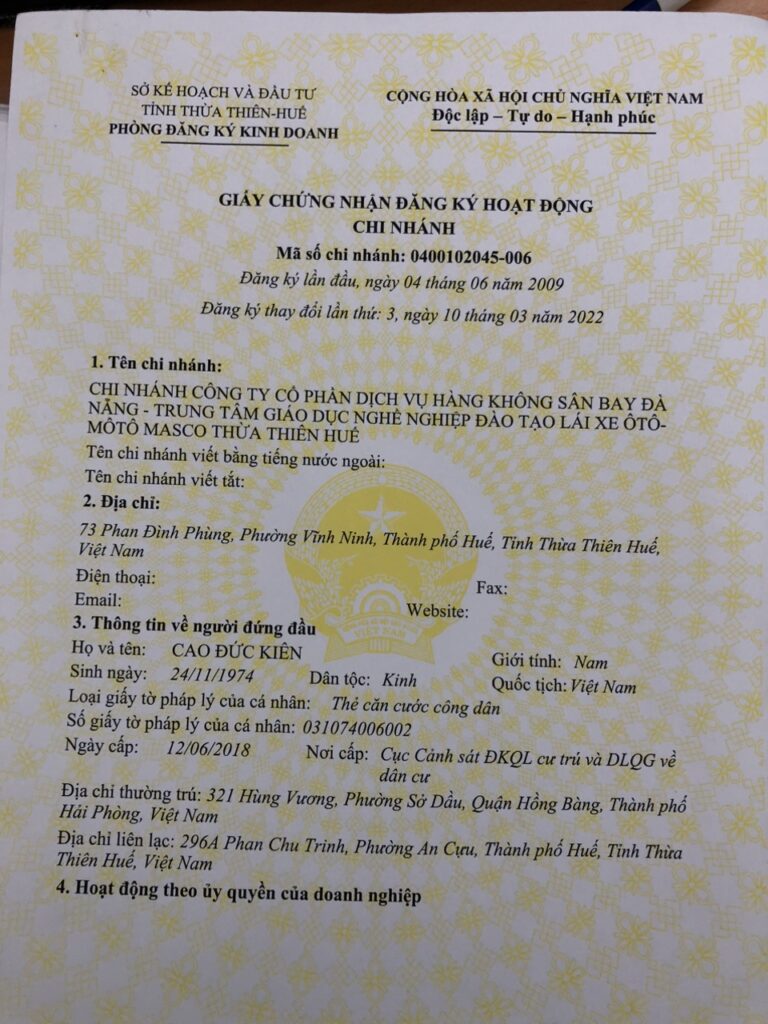 SỞ KẾ HOẠCH VÀ ĐẦU TƯ
TỈNH THỪA THIÊN-HUẾ
PHÒNG ĐĂNG KÝ KINH DOANH
CỘNG HÒA XÃ HỘI CHỦ NGHĨA VIỆT NAM
Độc lập – Tự do – Hạnh phúc
GIẤY CHỨNG NHẬN ĐĂNG KÝ HOẠT ĐỘNG
CHI NHÁNH
Mã số chi nhánh: 0400102045-006
Đăng ký lần đầu, ngày 04 tháng 06 năm 2009
Đăng ký thay đổi lần thứ: 3, ngày 10 tháng 03 năm 2022
1. Tên chi nhánh:
CHI NHÁNH CÔNG TY CỔ PHẦN DỊCH VỤ HÀNG KHÔNG SÂN BAY ĐÀ
NẴNG - TRUNG TÂM GIÁO DỤC NGHỀ NGHIỆP ĐÀO TẠO LÁI XE ÔTÔ-
MÔTÔ MASCO THỪA THIÊN HUẾ
Tên chi nhánh viết bằng tiếng nước ngoài:
Tên chi nhánh viết tắt:
2. Địa chỉ:
73 Phan Đình Phùng, Phường Vĩnh Ninh, Thành phố Huế, Tỉnh Thừa Thiên Huế,
Việt Nam
Điện thoại: Fax:
Email: Website:
3. Thông tin về người đứng đầu
Họ và tên: CAO ĐỨC KIÊN Giới tính: Nam
Sinh ngày: 24/11/1974 Dân tộc: Kinh Quốc tịch: Việt Nam
Loại giấy tờ pháp lý của cá nhân: Thẻ căn cước công dân
Số giấy tờ pháp lý của cá nhân: 031074006002
Ngày cấp: 12/06/2018 Nơi cấp: Cục Cảnh sát ĐKQL cư trú và DLQG về
dân cư
Địa chỉ thường trú: 321 Hùng Vương, Phường Sở Dầu, Quận Hồng Bàng, Thành phố
Hải Phòng, Việt Nam
Địa chỉ liên lạc: 296A Phan Chu Trinh, Phường An Cựu, Thành phố Huế, Tỉnh Thừa
Thiên Huế, Việt Nam
4. Hoạt động theo ủy quyền của doanh nghiệp
VIỆT NAM